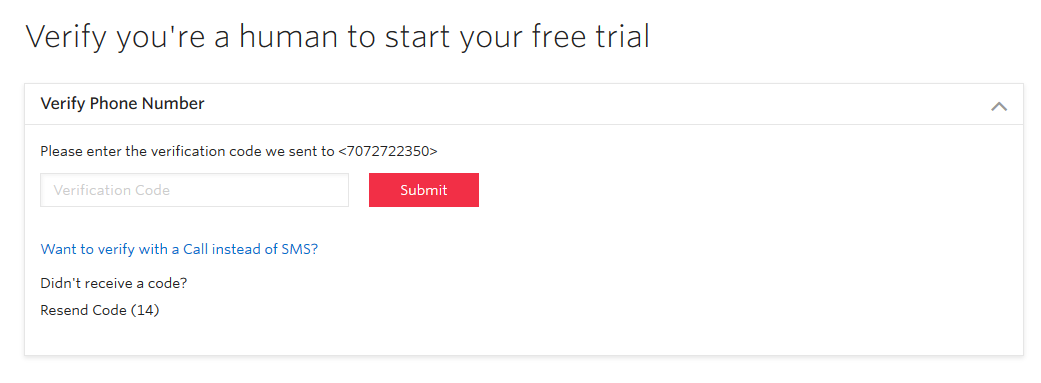 Verify you're a human to start your free trial
Verify Phone Number
Please enter the verification code we sent to <7072722350>
Verification Code
Submit
Want to verify with a Call instead of SMS?
Didn't receive a code?
Resend Code (14)